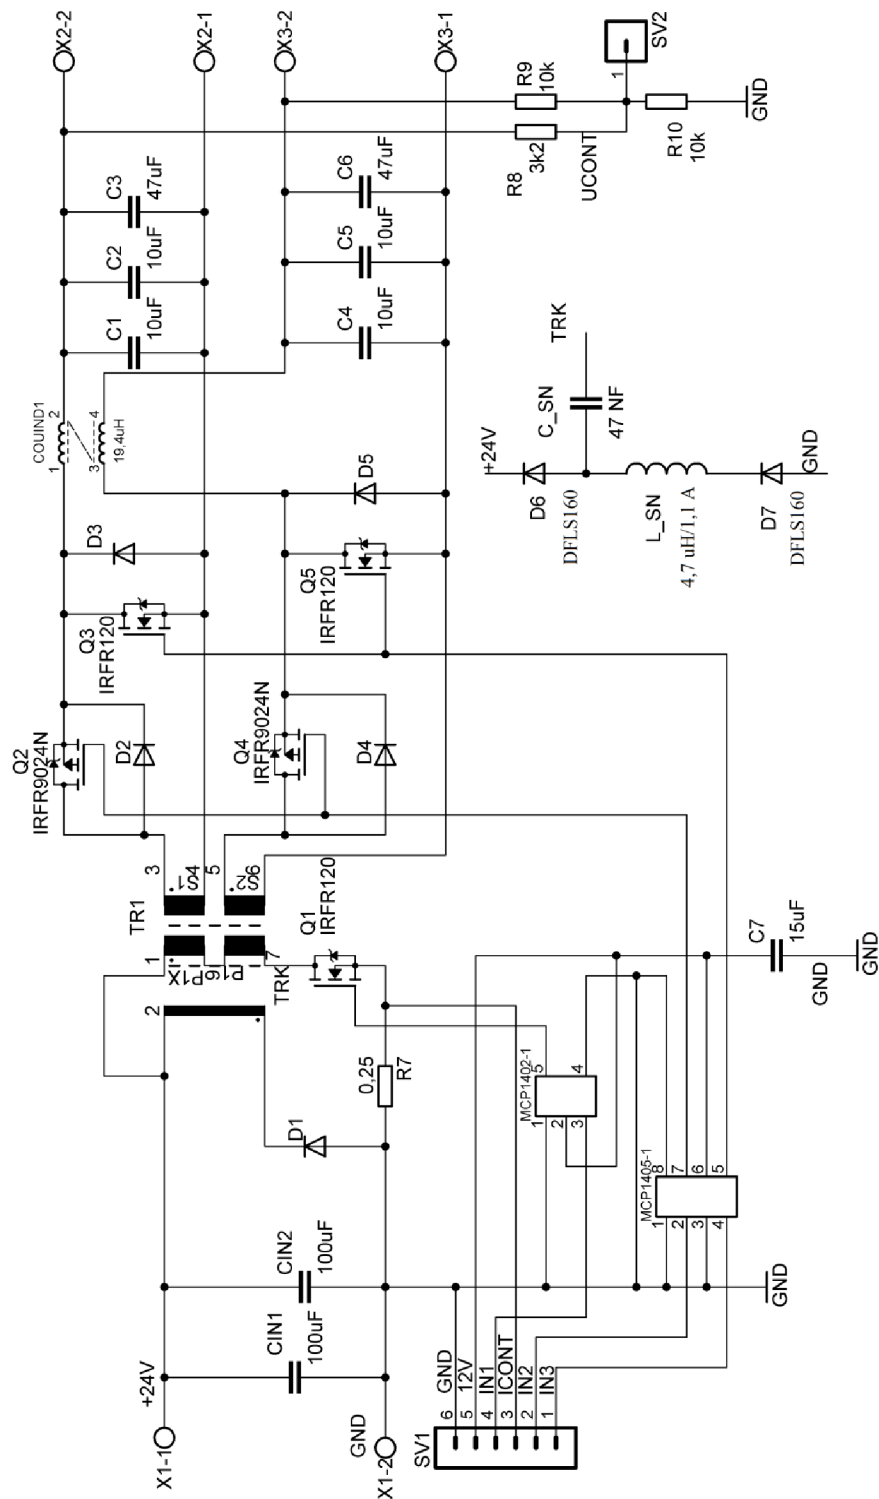 X2-2
X2-1
X3-2
X3-1
SV2
1
R9
10k
R8
3k2
UCONT
R10
10k
GND
C3
47uF
C2
10uF
C1
10uF
C6
47uF
C5
10uF
C4
10uF
COUIND1
1
2
3
4
19,4uH
TRK
C_SN
47 NF
+24V
D6
DFLS160
L_SN
4,7 uH/1,1 A
D7
DFLS160
GND
D3
D5
Q3
IRFR120
Q5
IRFR120
Q2
IRFR9024N
D2
Q4
IRFR9024N
D4
TR1
3
S1
4
5
S2
6
1
P1X
P1
6
7
2
TRK
Q1
IRFR120
0,25
R7
D1
C7
15uF
GND
GND
MCP1402-1
1
2
3
4
5
MCP1405-1
1
2
3
4
5
6
7
8
CIN2
100uF
CIN1
100uF
+24V
X1-1
GND
X1-2
GND
SV1
6
5
4
3
2
1
GND
12V
IN1
ICONT
IN2
IN3